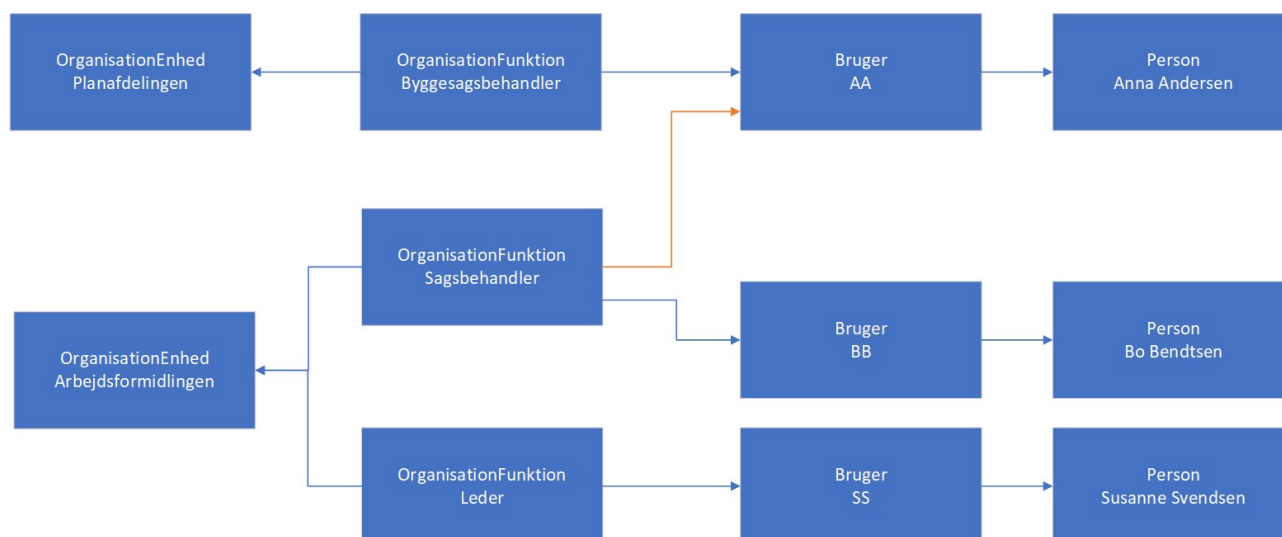 OrganisationEnhed
Planafdelingen
OrganisationFunktion
Byggesagsbehandler
Bruger
AA
Person
Anna Andersen
OrganisationFunktion
Sagsbehandler
OrganisationEnhed
Arbejdsformidlingen
Bruger
BB
Person
Bo Bendtsen
OrganisationFunktion
Leder
Bruger
SS
Person
Susanne Svendsen